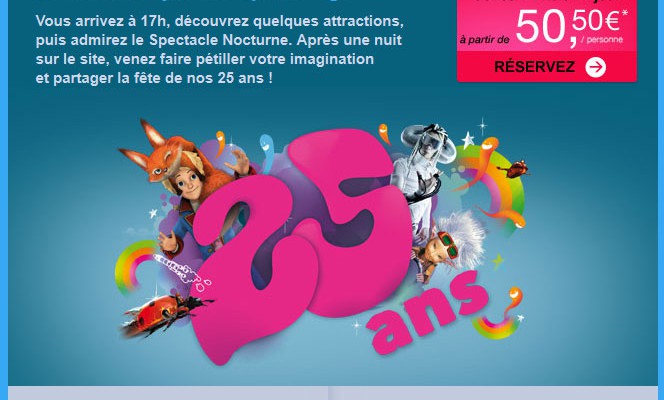 Vous arrivez à 17h, découvrez quelques attractions,
puis admirez le Spectacle Nocturne. Après une nuit
sur le site, venez faire pétiller votre imagination
et partager la fête de nos 25 ans !
à partir de 50,50€*
/ personne
RÉSERVEZ
25
ans